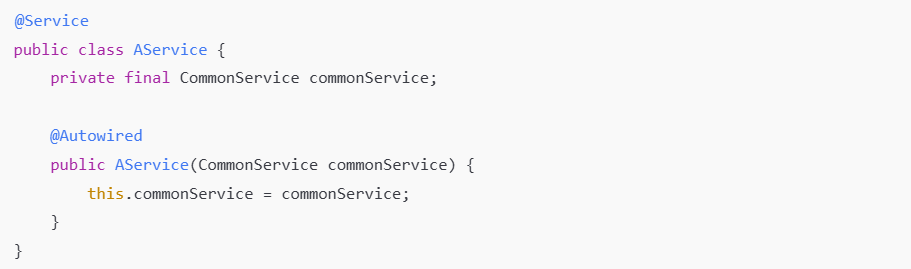 @Service
public class AService {
    private final CommonService commonService;

    @Autowired
    public AService(CommonService commonService) {
        this.commonService = commonService;
    }
}